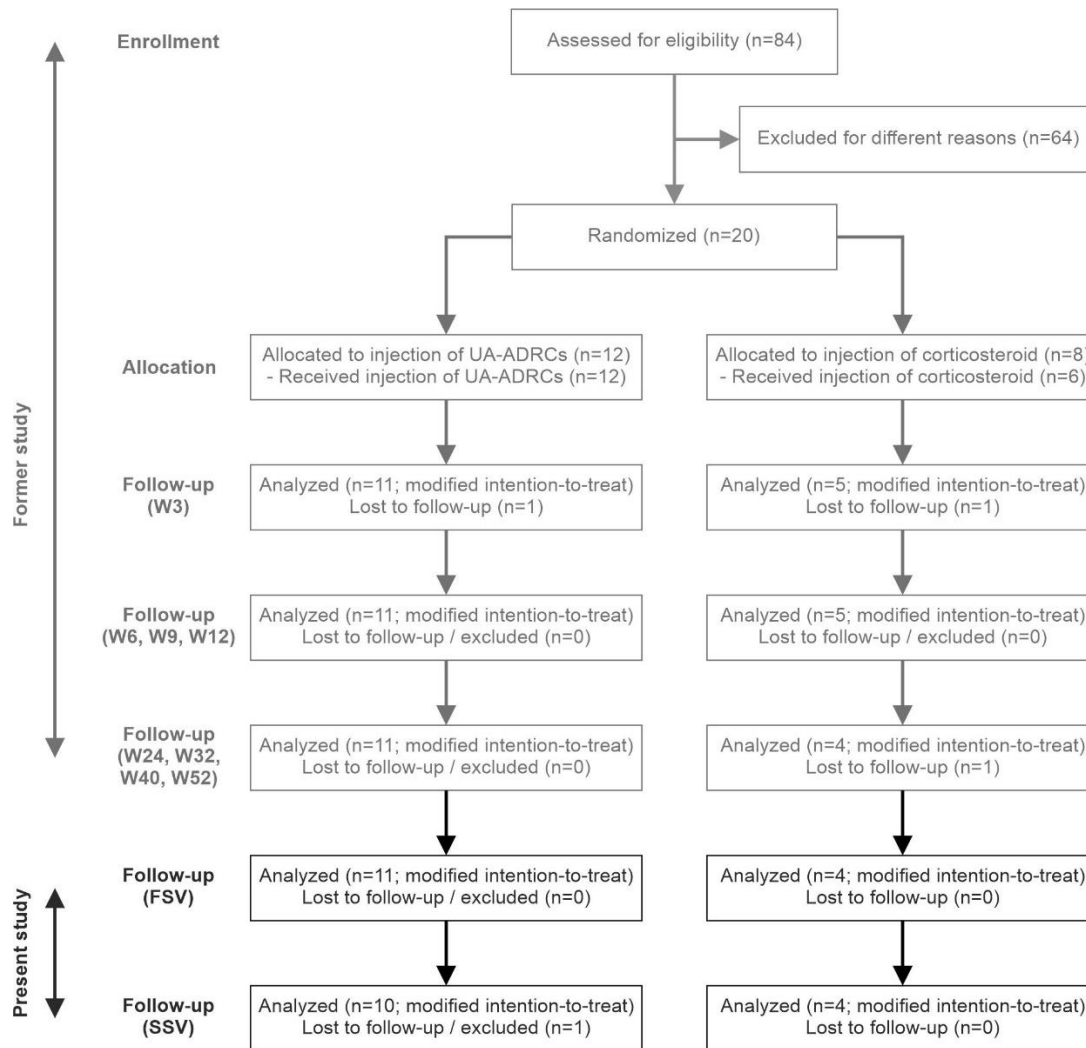 Enrollment
Assessed for eligibility (n=84)
Excluded for different reasons (n=64)
Randomized (n=20)
Former study
Allocation
Allocated to injection of UA-ADRCs (n=12)
- Received injection of UA-ADRCs (n=12)
Allocated to injection of corticosteroid (n=8)
- Received injection of corticosteroid (n=6)
Follow-up
(W3)
Analyzed (n=11; modified intention-to-treat)
Lost to follow-up (n=1)
Analyzed (n=5; modified intention-to-treat)
Lost to follow-up (n=1)
Follow-up
(W6, W9, W12)
Analyzed (n=11; modified intention-to-treat)
Lost to follow-up / excluded (n=0)
Analyzed (n=5; modified intention-to-treat)
Lost to follow-up / excluded (n=0)
Follow-up
(W24, W32,
W40, W52)
Analyzed (n=11; modified intention-to-treat)
Lost to follow-up / excluded (n=0)
Analyzed (n=4; modified intention-to-treat)
Lost to follow-up (n=1)
Present study
Follow-up
(FSV)
Analyzed (n=11; modified intention-to-treat)
Lost to follow-up / excluded (n=0)
Analyzed (n=4; modified intention-to-treat)
Lost to follow-up (n=0)
Follow-up
(SSV)
Analyzed (n=10; modified intention-to-treat)
Lost to follow-up / excluded (n=1)
Analyzed (n=4; modified intention-to-treat)
Lost to follow-up (n=0)